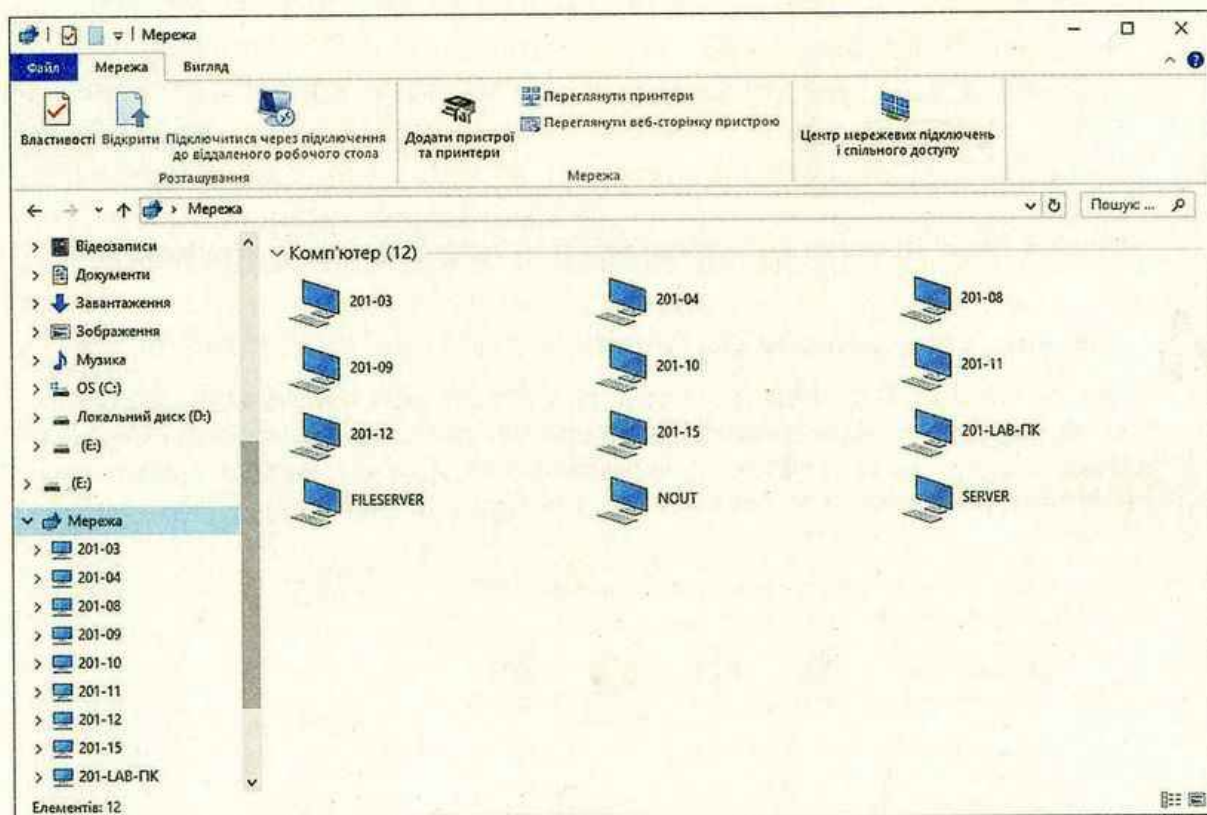 Мережа
Файл Мережа Вигляд
Властивості Відкрити Підключитися через підключення до віддаленого робочого стола
Розташування
Додати пристрої та принтери
Переглянути принтери
Переглянути веб-сторінку пристрою
Мережа
Центр мережевих підключень і спільного доступу
Мережа
Пошук: ...
Відеозаписи
Документи
Завантаження
Зображення
Музика
OS (C:)
Локальний диск (D:)
(E:)
(E:)
Мережа
201-03
201-04
201-08
201-09
201-10
201-11
201-12
201-15
201-LAB-ПК
Комп'ютер (12)
201-03 201-04 201-08
201-09 201-10 201-11
201-12 201-15 201-LAB-ПК
FILESERVER NOUT SERVER
Елементів: 12